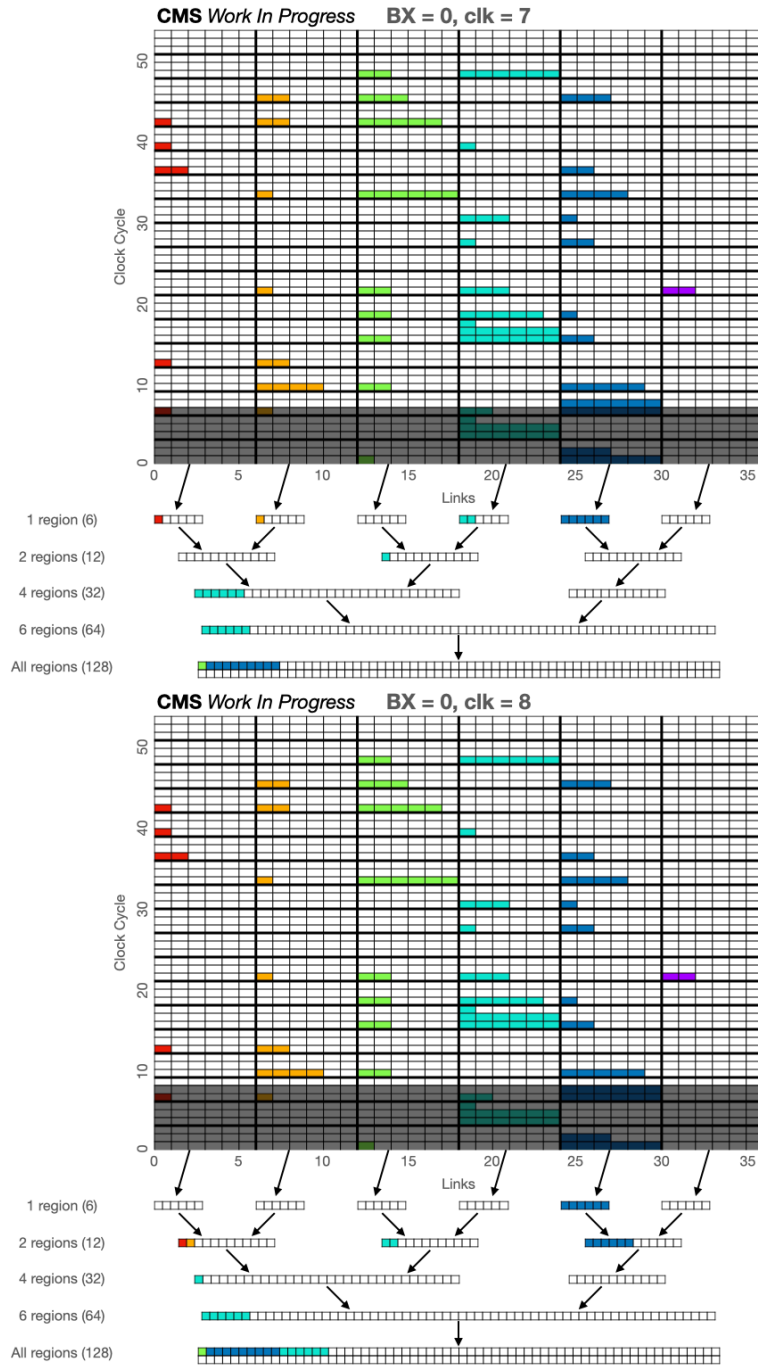 CMS Work In Progress BX = 0, clk = 7
50
40
30
20
10
0
Clock Cycle
0 5 10 15 20 25 30 35
Links
1 region (6)
2 regions (12)
4 regions (32)
6 regions (64)
All regions (128)
CMS Work In Progress BX = 0, clk = 8
50
40
30
20
10
0
Clock Cycle
0 5 10 15 20 25 30 35
Links
1 region (6)
2 regions (12)
4 regions (32)
6 regions (64)
All regions (128)